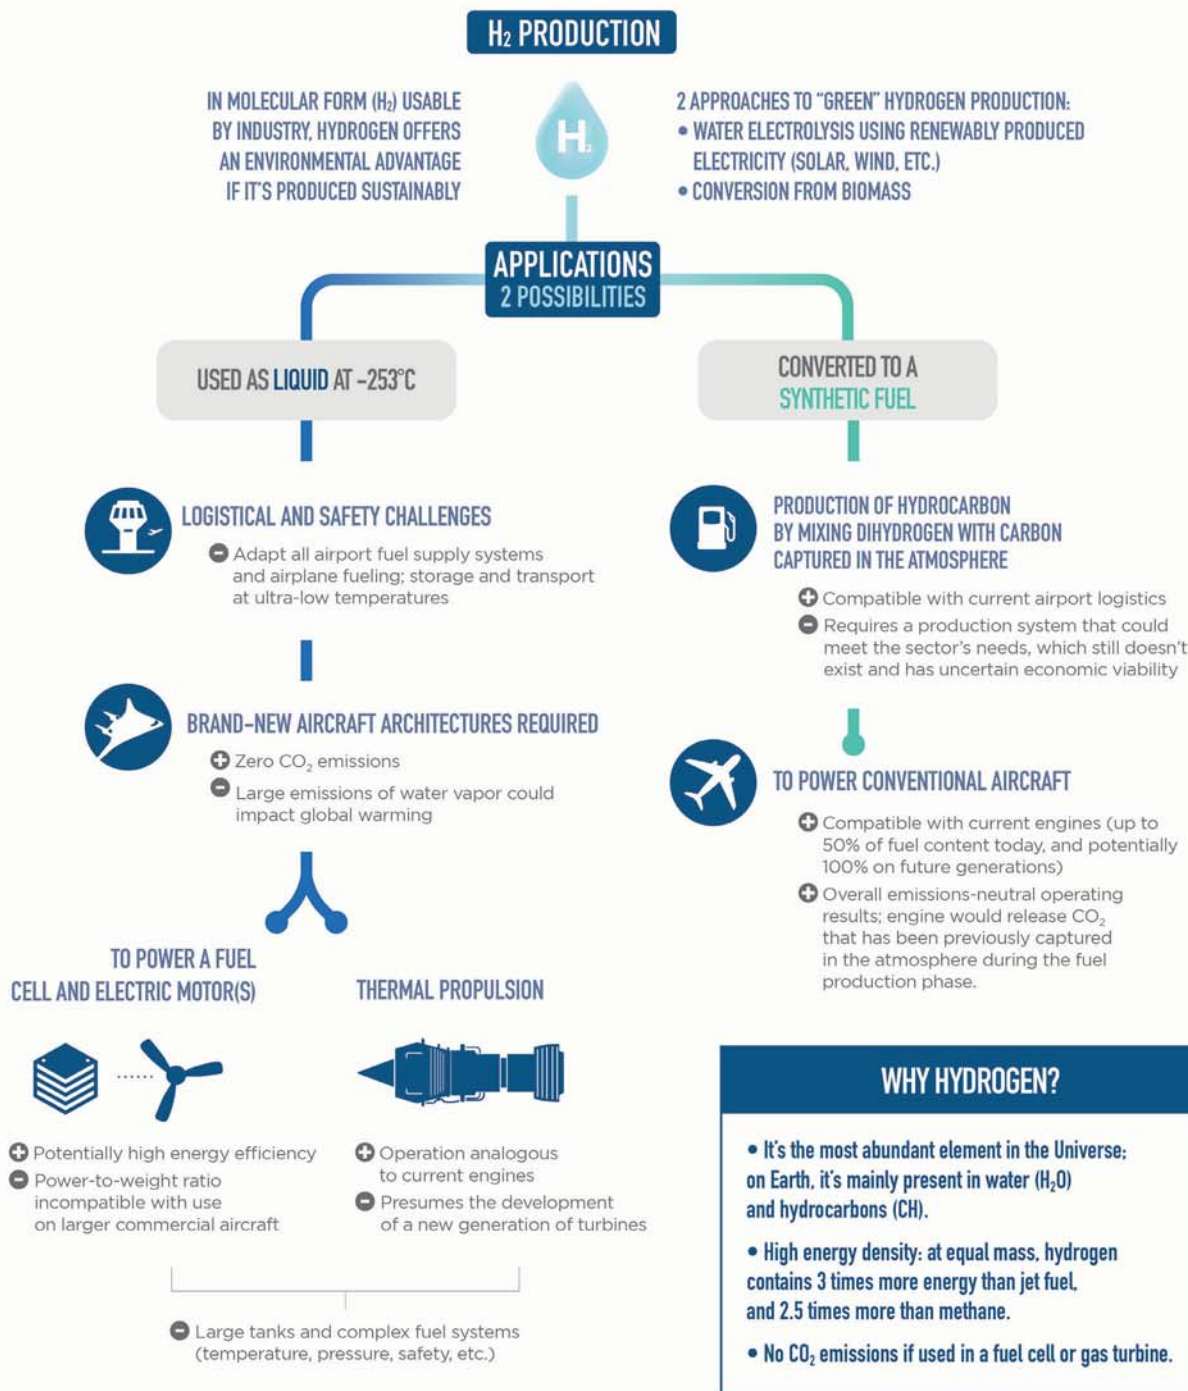 H₂ PRODUCTION
IN MOLECULAR FORM (H₂) USABLE
BY INDUSTRY, HYDROGEN OFFERS
AN ENVIRONMENTAL ADVANTAGE
IF IT'S PRODUCED SUSTAINABLY
H₂
2 APPROACHES TO “GREEN” HYDROGEN PRODUCTION:
• WATER ELECTROLYSIS USING RENEWABLY PRODUCED
ELECTRICITY (SOLAR, WIND, ETC.)
• CONVERSION FROM BIOMASS
APPLICATIONS
2 POSSIBILITIES
USED AS LIQUID AT -253°C
LOGISTICAL AND SAFETY CHALLENGES
Adapt all airport fuel supply systems
and airplane fueling; storage and transport
at ultra-low temperatures
BRAND-NEW AIRCRAFT ARCHITECTURES REQUIRED
Zero CO₂ emissions
Large emissions of water vapor could
impact global warming
TO POWER A FUEL
CELL AND ELECTRIC MOTOR(S)
Potentially high energy efficiency
Power-to-weight ratio
incompatible with use
on larger commercial aircraft
THERMAL PROPULSION
Operation analogous
to current engines
Presumes the development
of a new generation of turbines
Large tanks and complex fuel systems
(temperature, pressure, safety, etc.)
CONVERTED TO A
SYNTHETIC FUEL
PRODUCTION OF HYDROCARBON
BY MIXING DIHYDROGEN WITH CARBON
CAPTURED IN THE ATMOSPHERE
Compatible with current airport logistics
Requires a production system that could
meet the sector's needs, which still doesn't
exist and has uncertain economic viability
TO POWER CONVENTIONAL AIRCRAFT
Compatible with current engines (up to
50% of fuel content today, and potentially
100% on future generations)
Overall emissions-neutral operating
results; engine would release CO₂
that has been previously captured
in the atmosphere during the fuel
production phase.
WHY HYDROGEN?
• It's the most abundant element in the Universe;
on Earth, it's mainly present in water (H₂O)
and hydrocarbons (CH).
• High energy density: at equal mass, hydrogen
contains 3 times more energy than jet fuel,
and 2.5 times more than methane.
• No CO₂ emissions if used in a fuel cell or gas turbine.